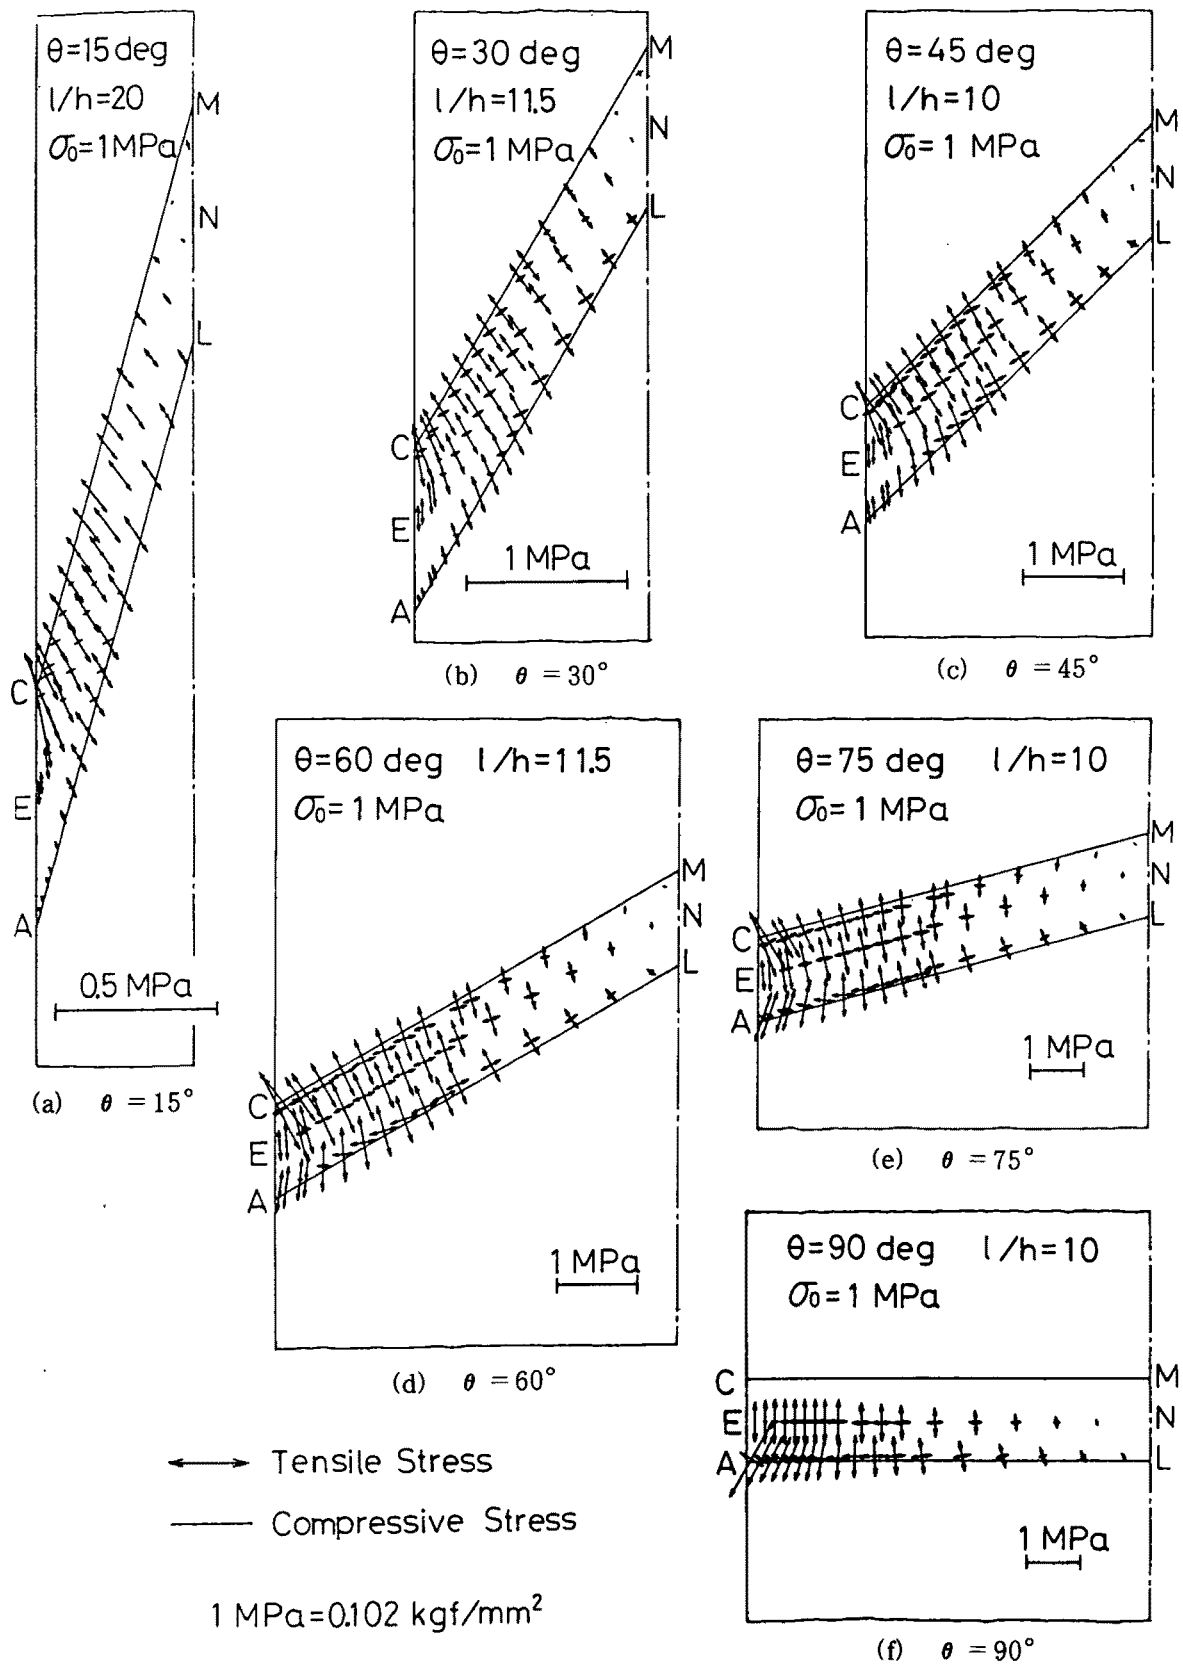 θ=15 deg
l/h=20
σ₀=1MPa
M
N
L
C
E
A
0.5 MPa
(a) θ = 15°
θ=30 deg
l/h=11.5
σ₀=1 MPa
M
N
L
C
E
A
1 MPa
(b) θ = 30°
θ=45 deg
l/h=10
σ₀=1 MPa
M
N
L
C
E
A
1 MPa
(c) θ = 45°
θ=60 deg l/h=11.5
σ₀=1 MPa
M
N
L
C
E
A
1 MPa
(d) θ = 60°
θ=75 deg l/h=10
σ₀=1 MPa
M
N
L
C
E
A
1 MPa
(e) θ = 75°
θ=90 deg l/h=10
σ₀=1 MPa
C
M
E
N
A
L
1 MPa
(f) θ = 90°
Tensile Stress
Compressive Stress
1 MPa=0.102 kgf/mm²